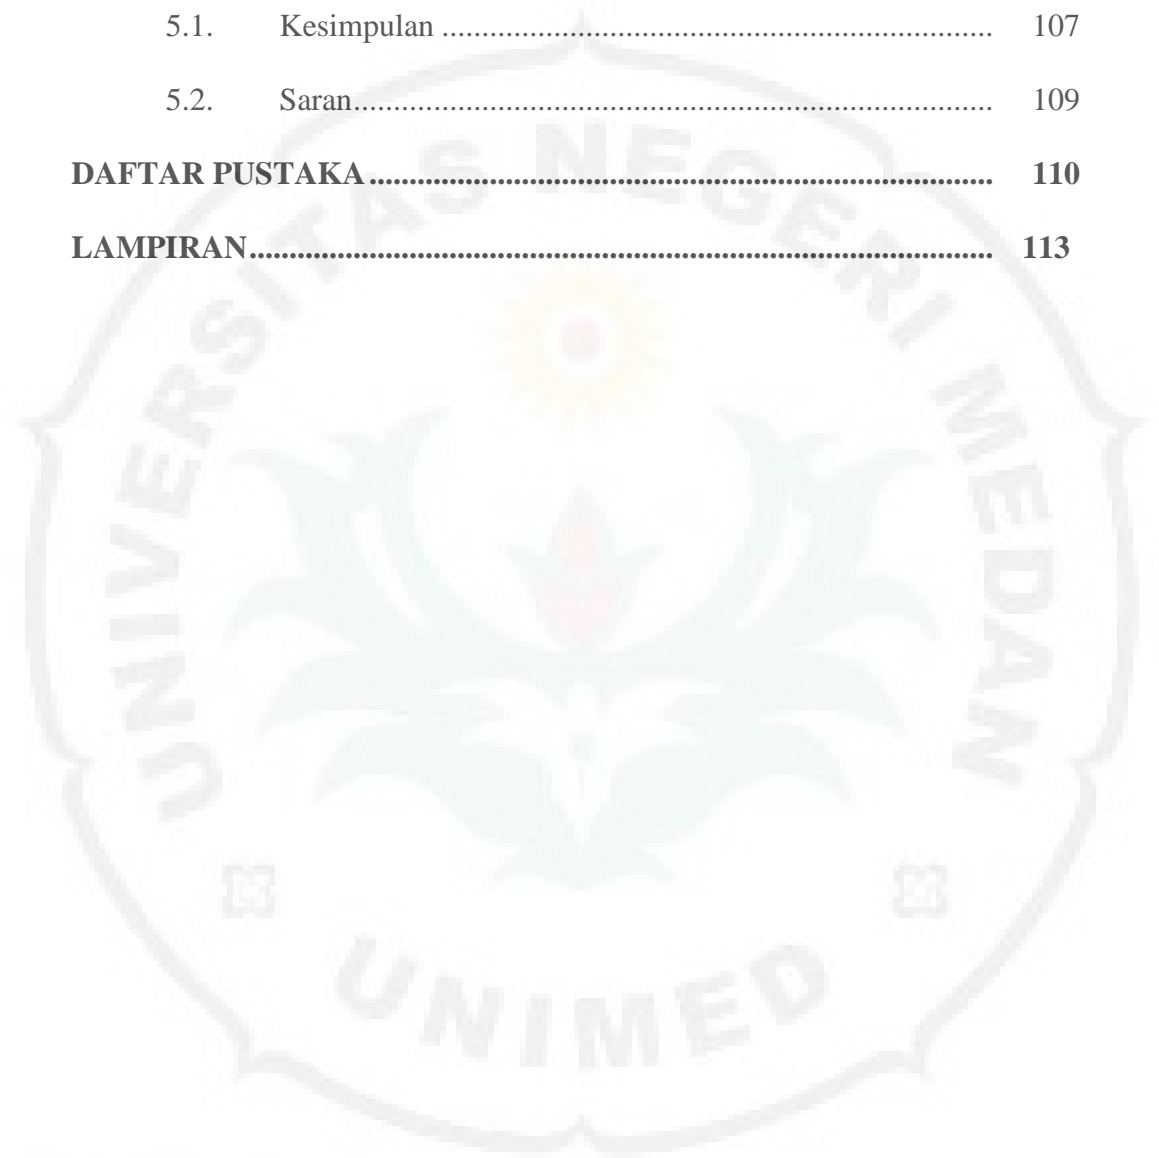 5.1. Kesimpulan ..................................................................... 107
5.2. Saran................................................................................ 109
DAFTAR PUSTAKA.............................................................................. 110
LAMPIRAN............................................................................................. 113
UNIVERSITAS NEGERI MEDAN
UNIMED